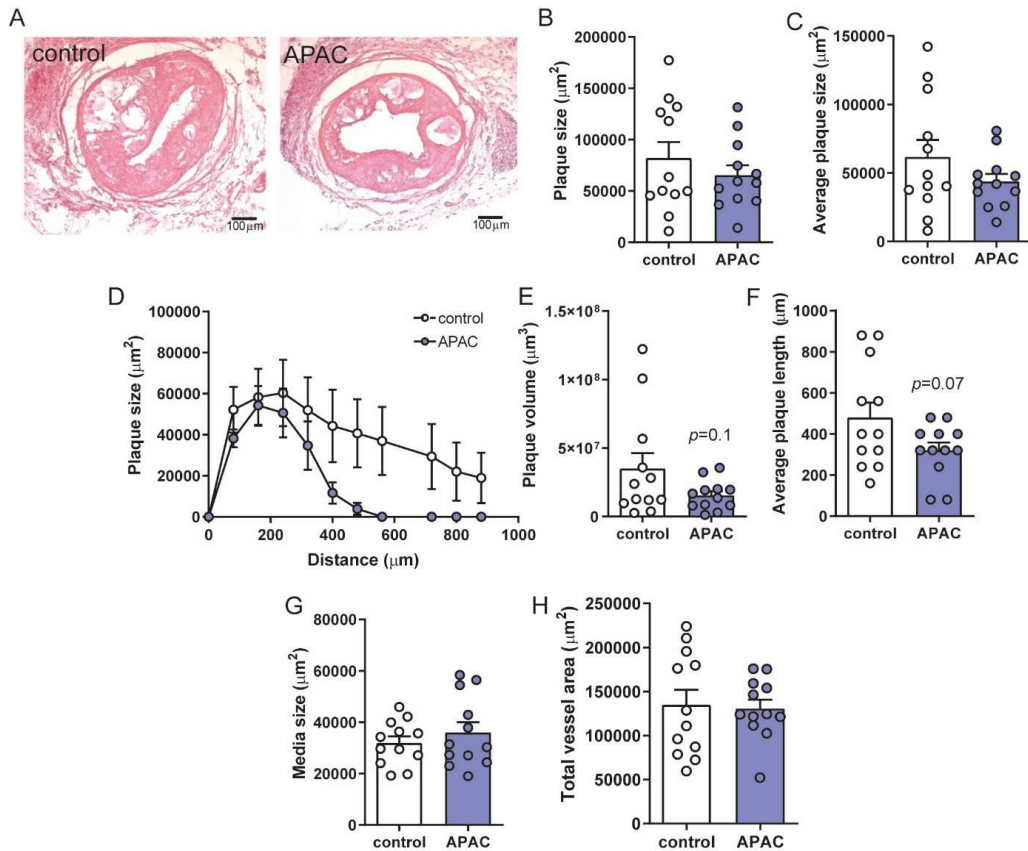 A
control
100μm
APAC
100μm
B
Plaque size (μm²)
200000
150000
100000
50000
0
control
APAC
C
Average plaque size (μm²)
150000
100000
50000
0
control
APAC
D
Plaque size (μm²)
100000
80000
60000
40000
20000
0
0
200
400
600
800
1000
Distance (μm)
control
APAC
E
Plaque volume (μm³)
1.5×10⁸
1×10⁸
5×10⁷
0
p=0.1
control
APAC
F
Average plaque length (μm)
1000
800
600
400
200
0
p=0.07
control
APAC
G
Media size (μm²)
80000
60000
40000
20000
0
control
APAC
H
Total vessel area (μm²)
250000
200000
150000
100000
50000
0
control
APAC